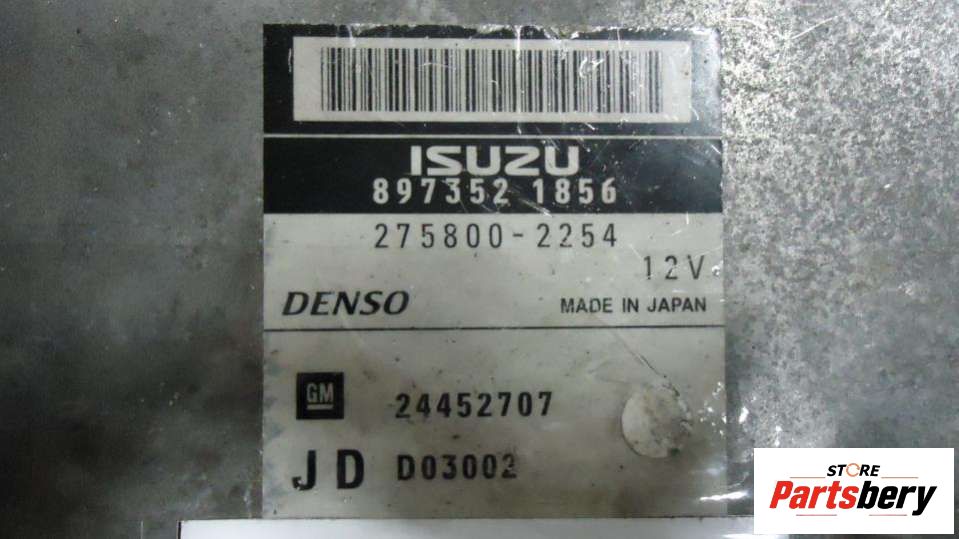 ISUZU
897352 1856
275800-2254
12V
DENSO MADE IN JAPAN
GM 24452707
JD D03002
STORE
Partsbery